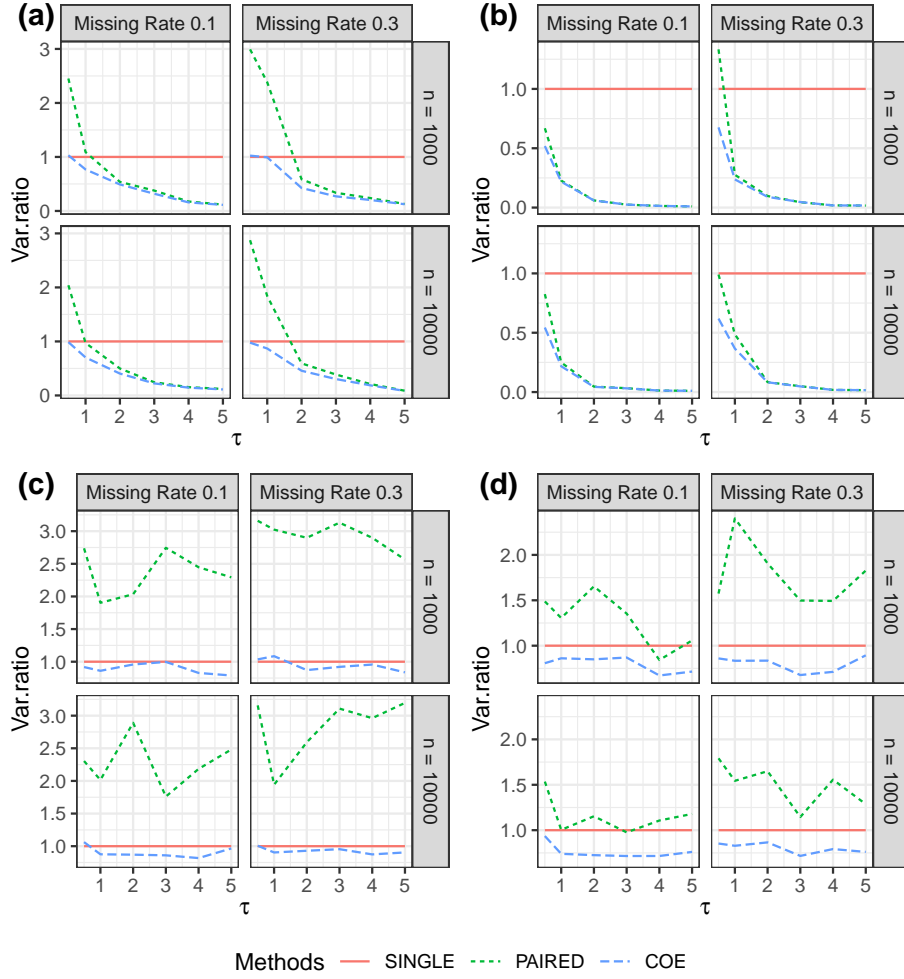 (a)
Missing Rate 0.1
Missing Rate 0.3
3
2
1
0
n = 1000
3
2
1
0
n = 10000
Var.ratio
1 2 3 4 5
1 2 3 4 5
τ
(b)
Missing Rate 0.1
Missing Rate 0.3
1.0
0.5
0.0
n = 1000
1.0
0.5
0.0
n = 10000
Var.ratio
1 2 3 4 5
1 2 3 4 5
τ
(c)
Missing Rate 0.1
Missing Rate 0.3
3.0
2.5
2.0
1.5
1.0
n = 1000
3.0
2.5
2.0
1.5
1.0
n = 10000
Var.ratio
1 2 3 4 5
1 2 3 4 5
τ
(d)
Missing Rate 0.1
Missing Rate 0.3
2.0
1.5
1.0
n = 1000
2.0
1.5
1.0
n = 10000
Var.ratio
1 2 3 4 5
1 2 3 4 5
τ
Methods SINGLE PAIRED COE